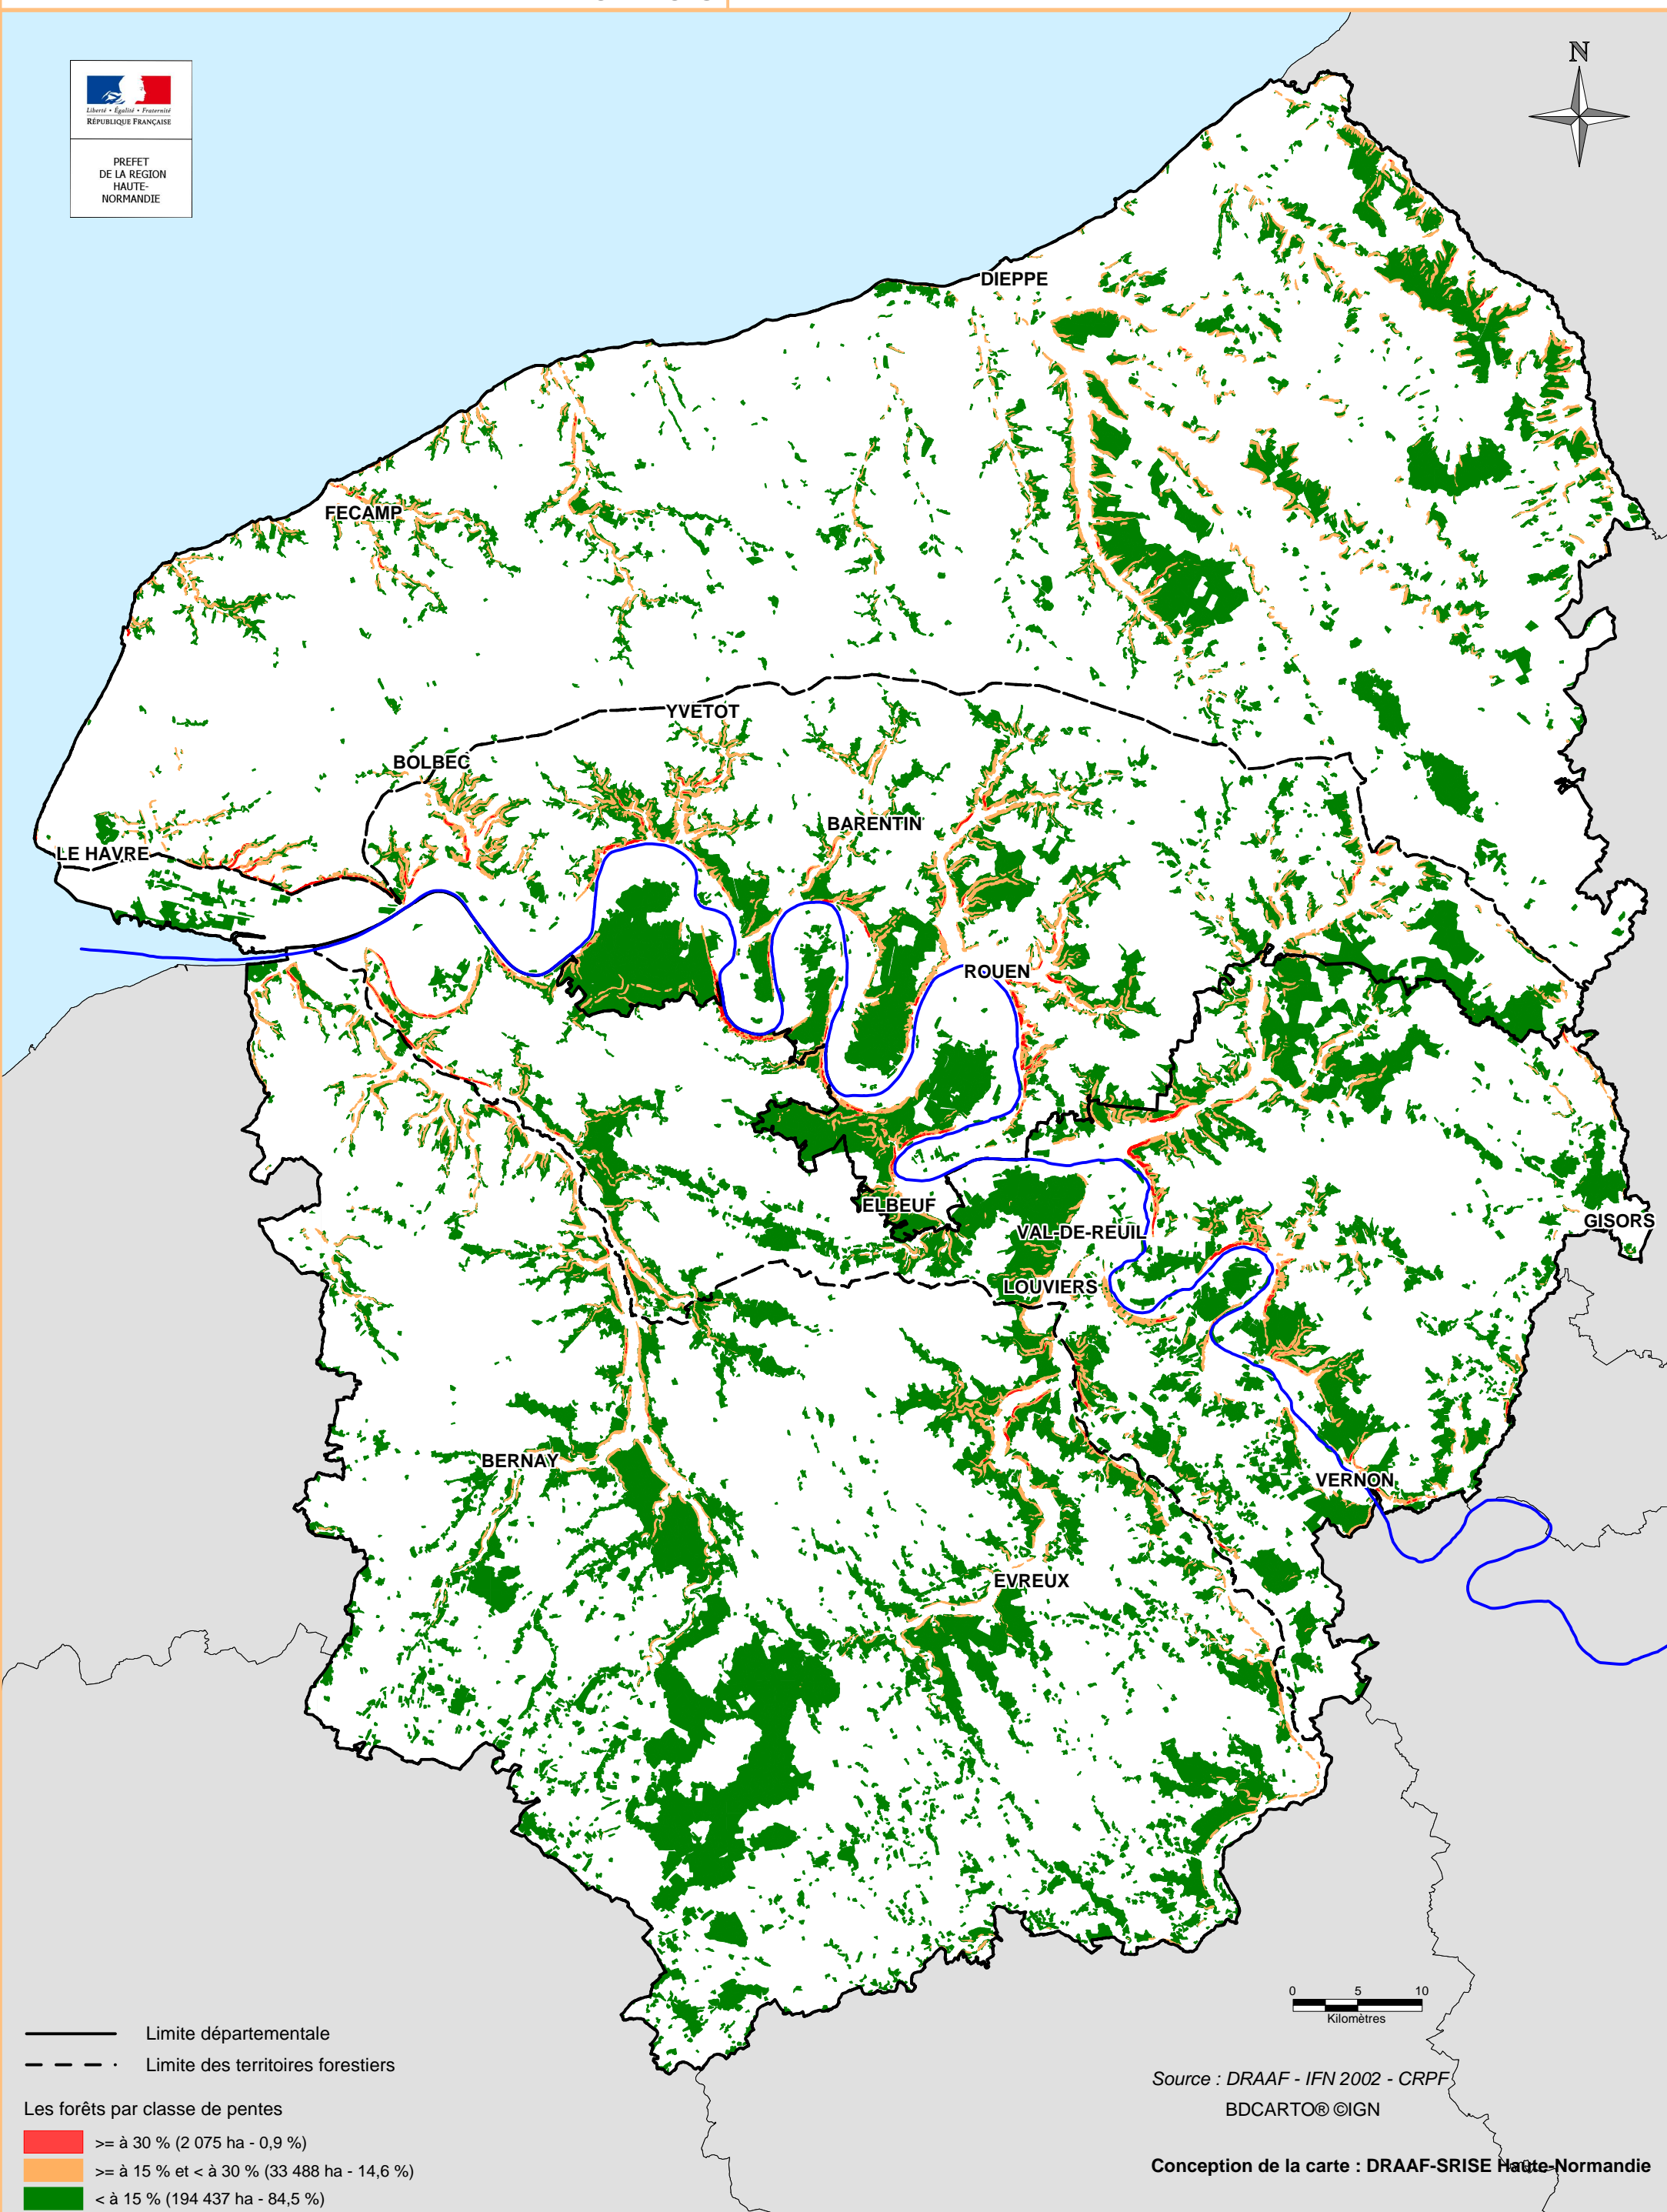 N
Liberté • Égalité • Fraternité
RÉPUBLIQUE FRANÇAISE
PREFET
DE LA REGION
HAUTE-
NORMANDIE
DIEPPE
FECAMP
YVETOT
BOLBEC
BARENTIN
LE HAVRE
ROUEN
ELBEUF
GISORS
VAL-DE-REUIL
LOUVIERS
BERNAY
VERNON
EVREUX
0 5 10
Kilomètres
Limite départementale
Limite des territoires forestiers
Les forêts par classe de pentes
>= à 30 % (2 075 ha - 0,9 %)
>= à 15 % et < à 30 % (33 488 ha - 14,6 %)
< à 15 % (194 437 ha - 84,5 %)
Source : DRAAF - IFN 2002 - CRPF
BDCARTO® ©IGN
Conception de la carte : DRAAF-SRISE Haute-Normandie